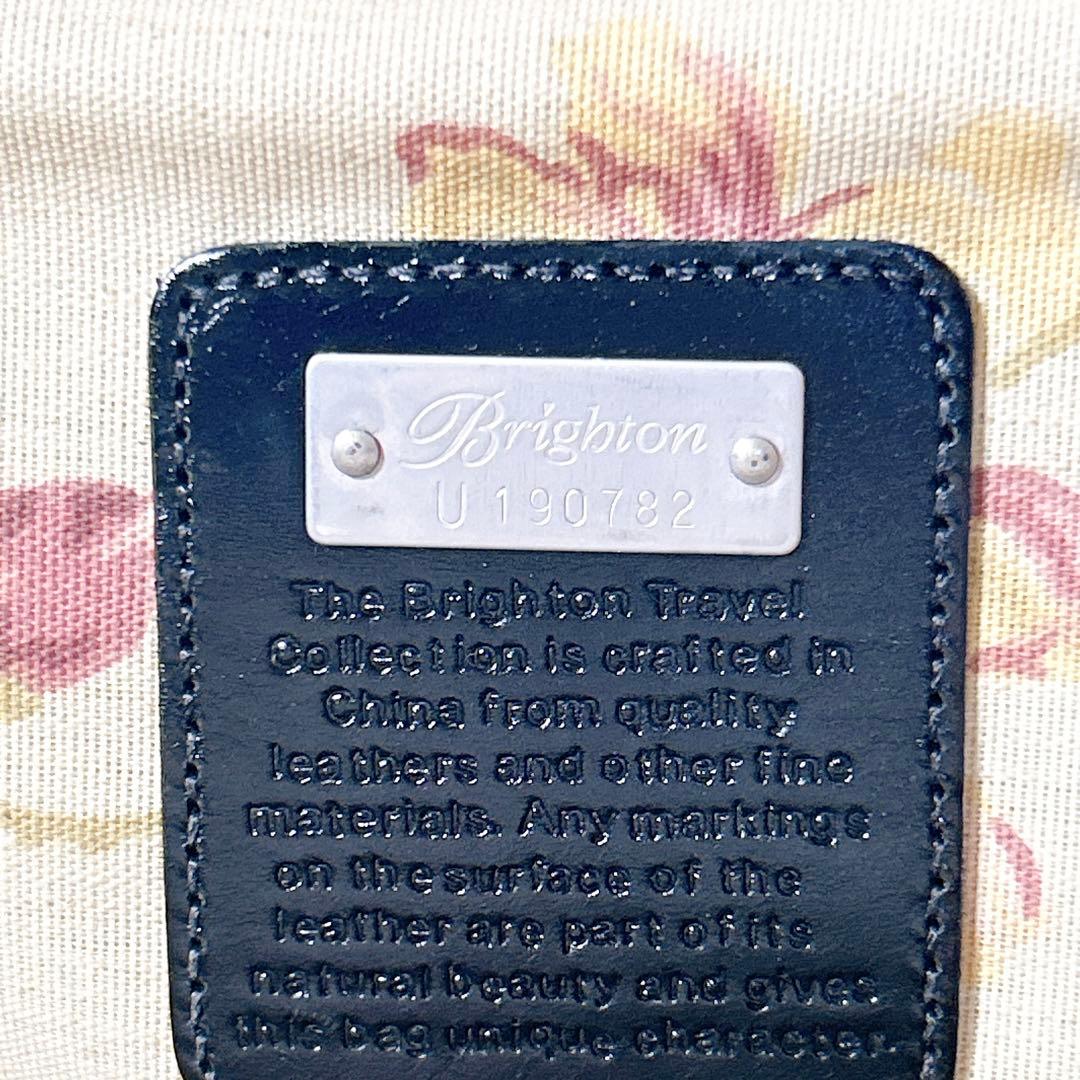 Brighton
U 190782
The Brighton Travel
Collection is crafted in
China from quality
leathers and other fine
materials. Any markings
on the surface of the
leather are part of its
natural beauty and gives
this bag unique character.